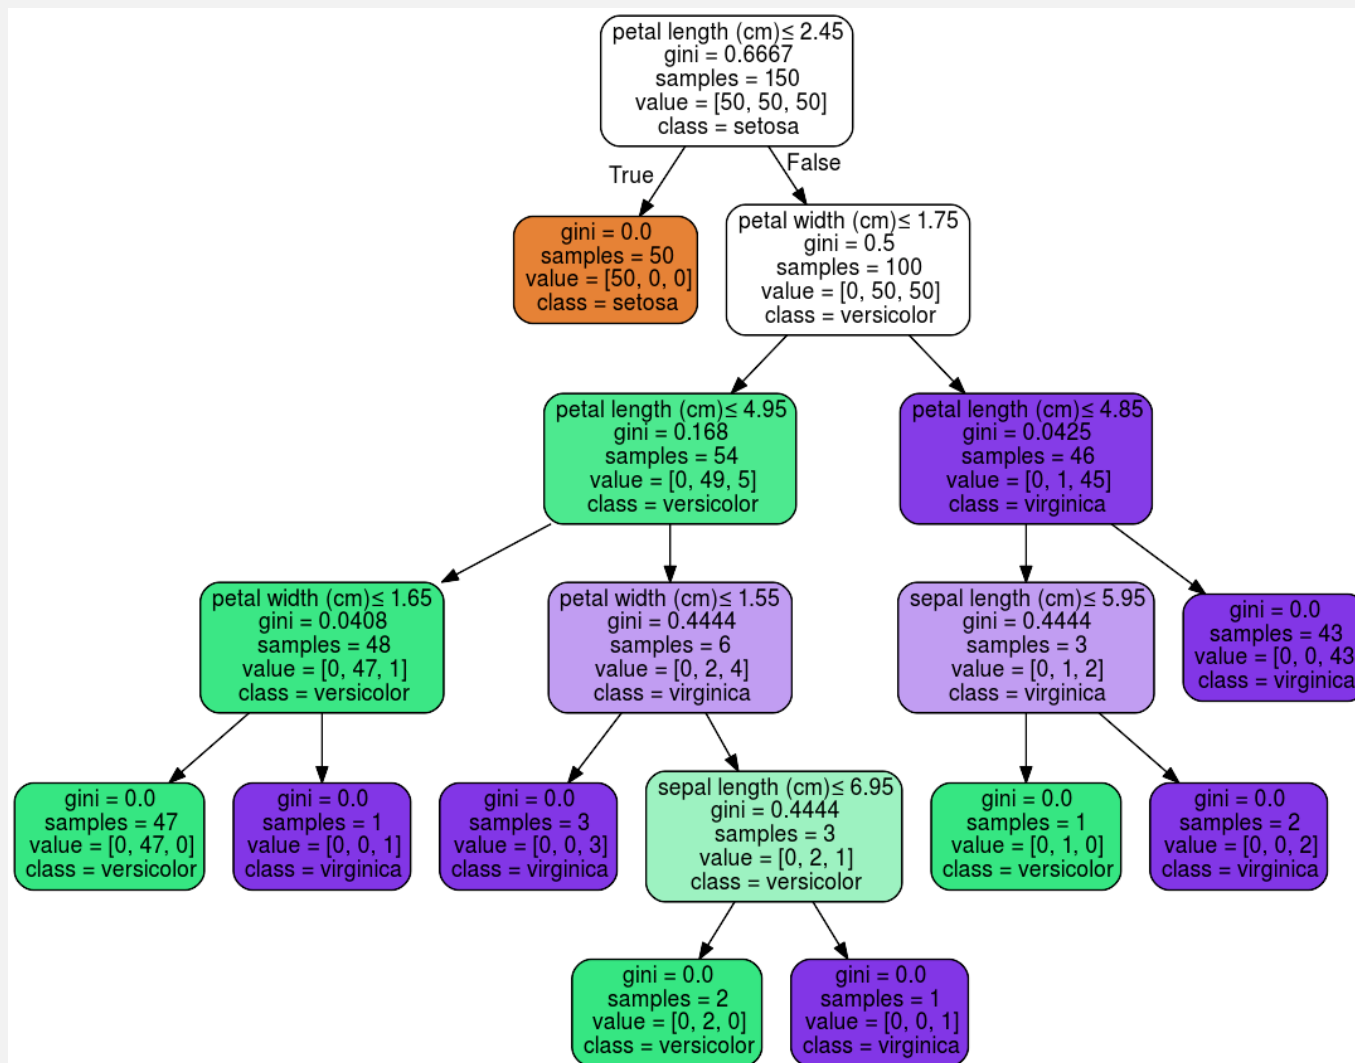 petal length (cm)≤ 2.45
gini = 0.6667
samples = 150
value = [50, 50, 50]
class = setosa
True
False
gini = 0.0
samples = 50
value = [50, 0, 0]
class = setosa
petal width (cm)≤ 1.75
gini = 0.5
samples = 100
value = [0, 50, 50]
class = versicolor
petal length (cm)≤ 4.95
gini = 0.168
samples = 54
value = [0, 49, 5]
class = versicolor
petal length (cm)≤ 4.85
gini = 0.0425
samples = 46
value = [0, 1, 45]
class = virginica
petal width (cm)≤ 1.65
gini = 0.0408
samples = 48
value = [0, 47, 1]
class = versicolor
petal width (cm)≤ 1.55
gini = 0.4444
samples = 6
value = [0, 2, 4]
class = virginica
sepal length (cm)≤ 5.95
gini = 0.4444
samples = 3
value = [0, 1, 2]
class = virginica
gini = 0.0
samples = 43
value = [0, 0, 43]
class = virginica
gini = 0.0
samples = 47
value = [0, 47, 0]
class = versicolor
gini = 0.0
samples = 1
value = [0, 0, 1]
class = virginica
gini = 0.0
samples = 3
value = [0, 0, 3]
class = virginica
sepal length (cm)≤ 6.95
gini = 0.4444
samples = 3
value = [0, 2, 1]
class = versicolor
gini = 0.0
samples = 1
value = [0, 1, 0]
class = versicolor
gini = 0.0
samples = 2
value = [0, 0, 2]
class = virginica
gini = 0.0
samples = 2
value = [0, 2, 0]
class = versicolor
gini = 0.0
samples = 1
value = [0, 0, 1]
class = virginica